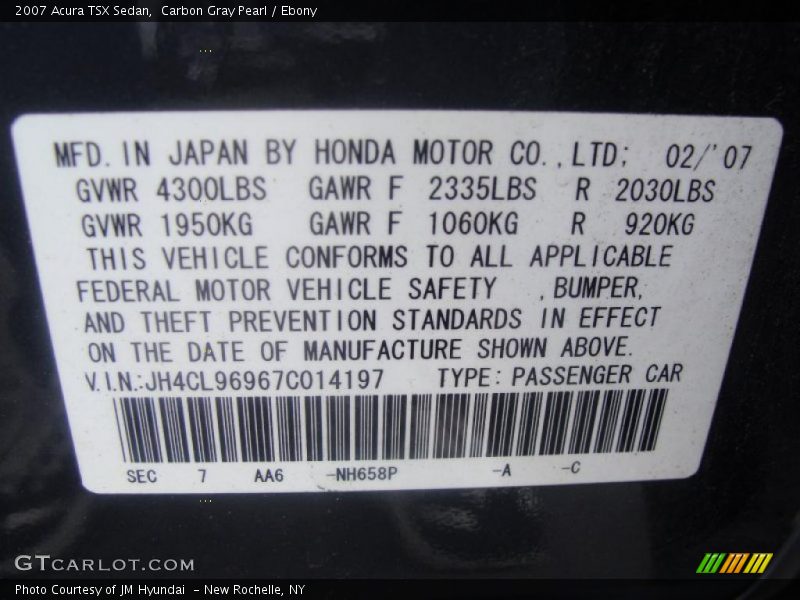 2007 Acura TSX Sedan, Carbon Gray Pearl / Ebony
MFD. IN JAPAN BY HONDA MOTOR CO., LTD; 02/'07
GVWR 4300LBS GAWR F 2335LBS R 2030LBS
GVWR 1950KG GAWR F 1060KG R 920KG
THIS VEHICLE CONFORMS TO ALL APPLICABLE
FEDERAL MOTOR VEHICLE SAFETY ,BUMPER,
AND THEFT PREVENTION STANDARDS IN EFFECT
ON THE DATE OF MANUFACTURE SHOWN ABOVE.
V.I.N.:JH4CL96967C014197 TYPE: PASSENGER CAR
SEC 7 AA6 -NH658P -A -C
GTCARLOT.COM
Photo Courtesy of JM Hyundai - New Rochelle, NY